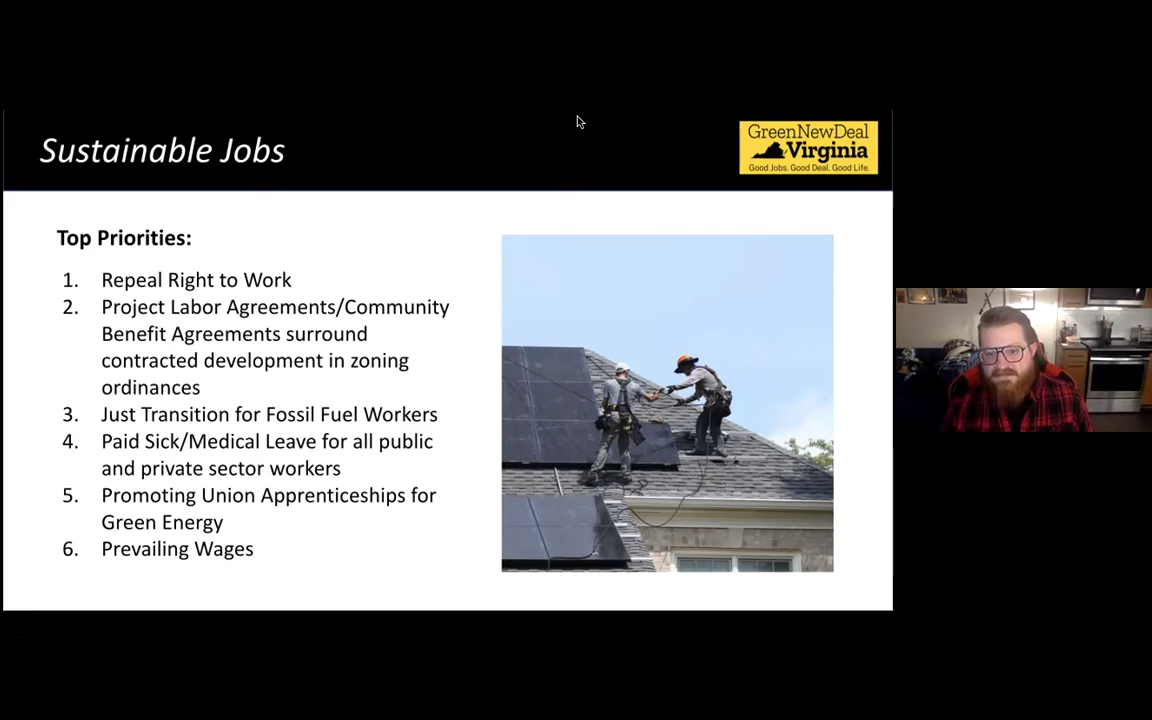 Sustainable Jobs
GreenNewDeal
Virginia
Good Jobs. Good Deal. Good Life.
Top Priorities:
1. Repeal Right to Work
2. Project Labor Agreements/Community
Benefit Agreements surround
contracted development in zoning
ordinances
3. Just Transition for Fossil Fuel Workers
4. Paid Sick/Medical Leave for all public
and private sector workers
5. Promoting Union Apprenticeships for
Green Energy
6. Prevailing Wages